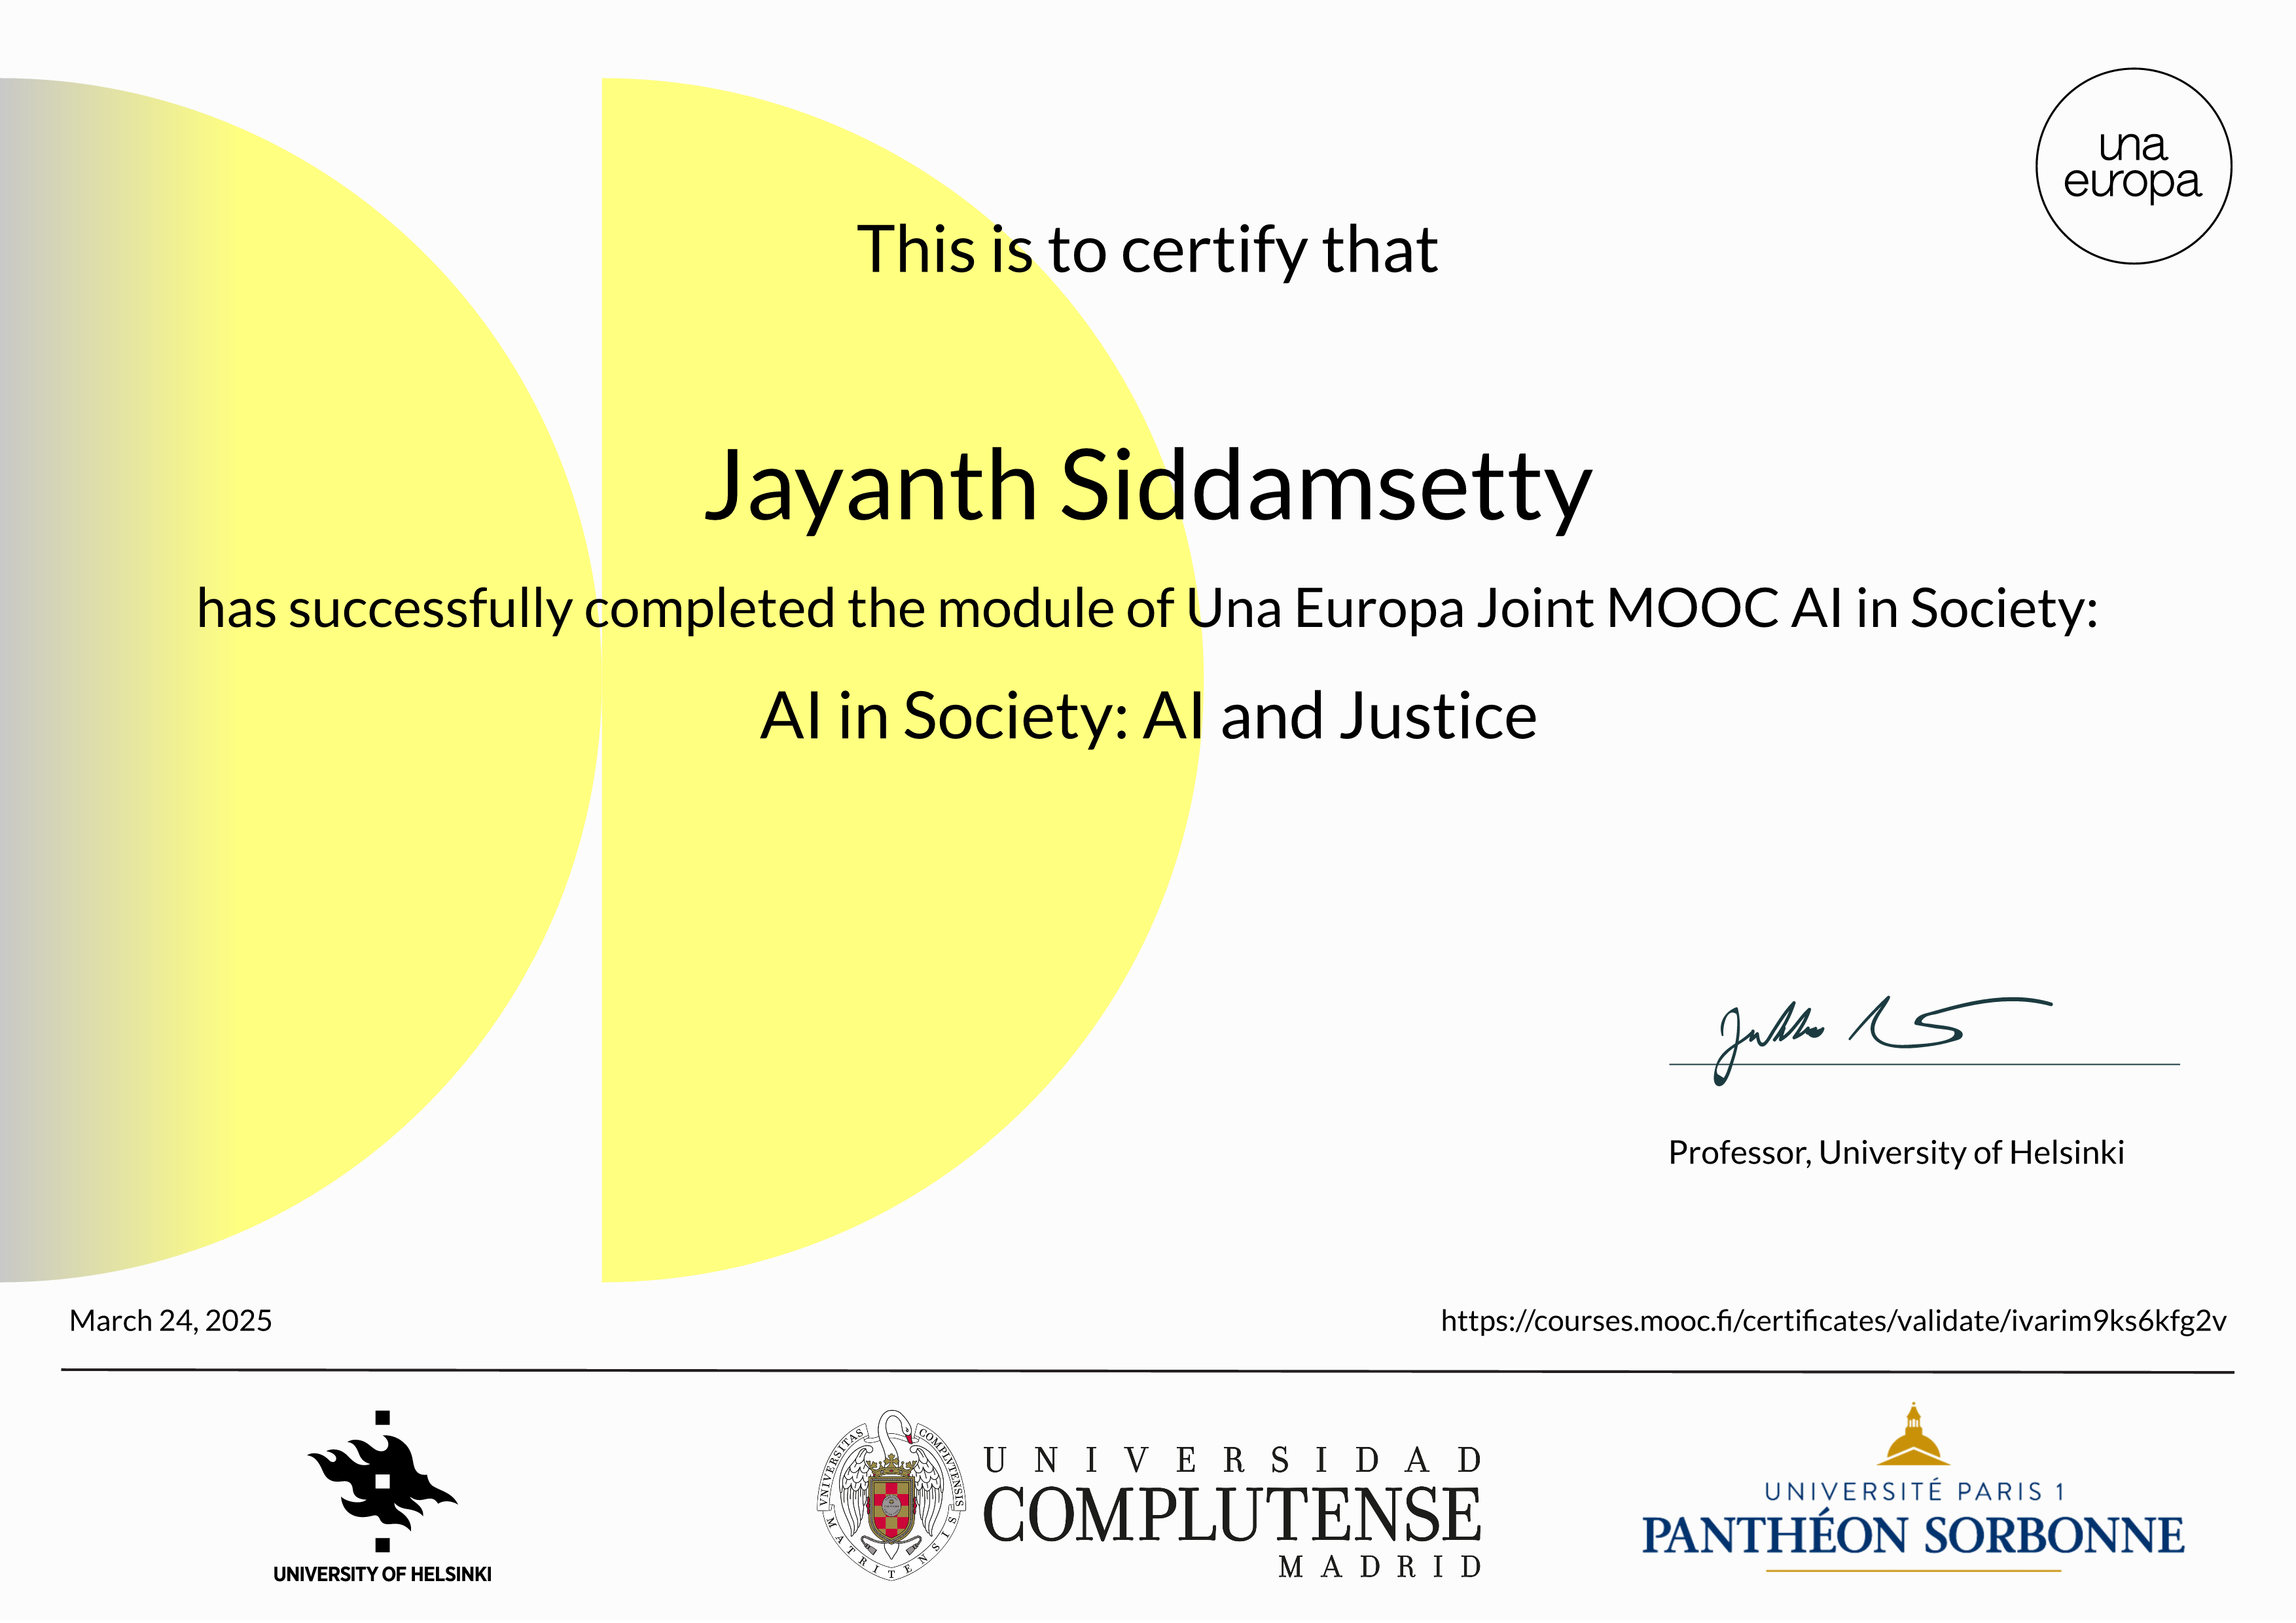 una
europa
This is to certify that
Jayanth Siddamsetty
has successfully completed the module of Una Europa Joint MOOC AI in Society:
AI in Society: AI and Justice
Professor, University of Helsinki
March 24, 2025
https://courses.mooc.fi/certificates/validate/ivarim9ks6kfg2v
UNIVERSITY OF HELSINKI
VNIVERSITAS COMPLVTENSIS
MATRITENSIS
UNIVERSIDAD
COMPLUTENSE
MADRID
UNIVERSITÉ PARIS 1
PANTHÉON SORBONNE